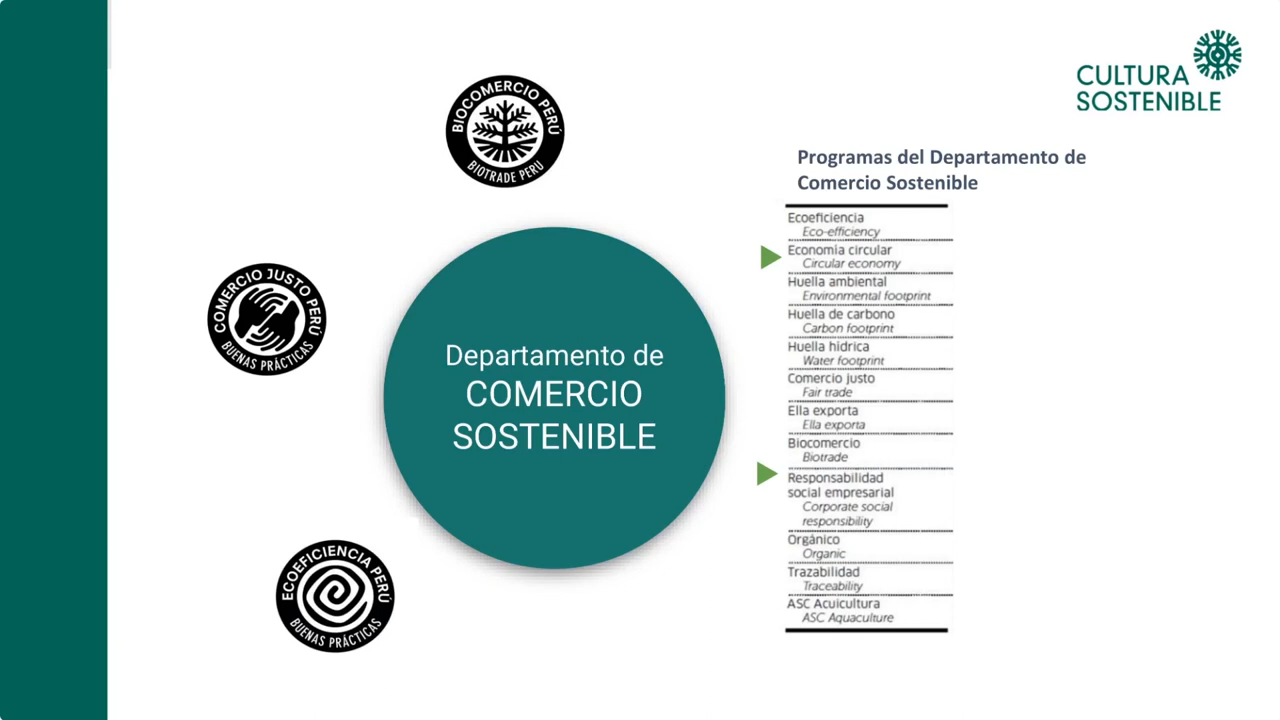 CULTURA
SOSTENIBLE
BIOCOMERCIO PERÚ
BIOTRADE PERU
COMERCIO JUSTO PERÚ
BUENAS PRÁCTICAS
ECOEFICIENCIA PERÚ
BUENAS PRÁCTICAS
Departamento de
COMERCIO
SOSTENIBLE
Programas del Departamento de
Comercio Sostenible
Ecoeficiencia
Eco-efficiency
Economía circular
Circular economy
Huella ambiental
Environmental footprint
Huella de carbono
Carbon footprint
Huella hídrica
Water footprint
Comercio justo
Fair trade
Ella exporta
Ella exporta
Biocomercio
Biotrade
Responsabilidad
social empresarial
Corporate social
responsibility
Orgánico
Organic
Trazabilidad
Traceability
ASC Acuicultura
ASC Aquaculture